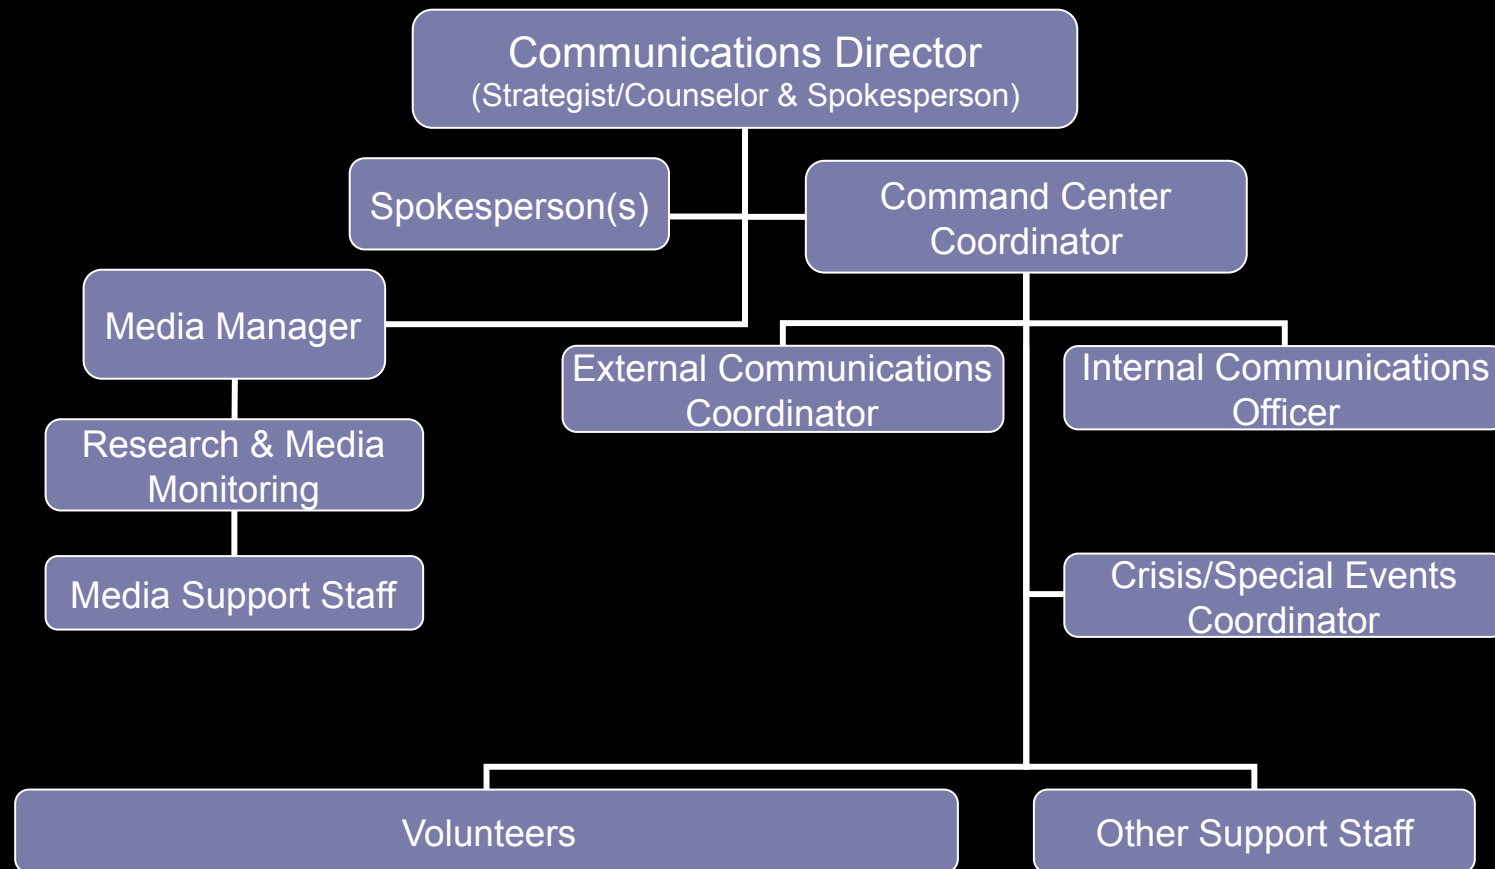 Communications Director
(Strategist/Counselor & Spokesperson)
Spokesperson(s)
Command Center
Coordinator
Media Manager
External Communications
Coordinator
Internal Communications
Officer
Research & Media
Monitoring
Media Support Staff
Crisis/Special Events
Coordinator
Volunteers
Other Support Staff